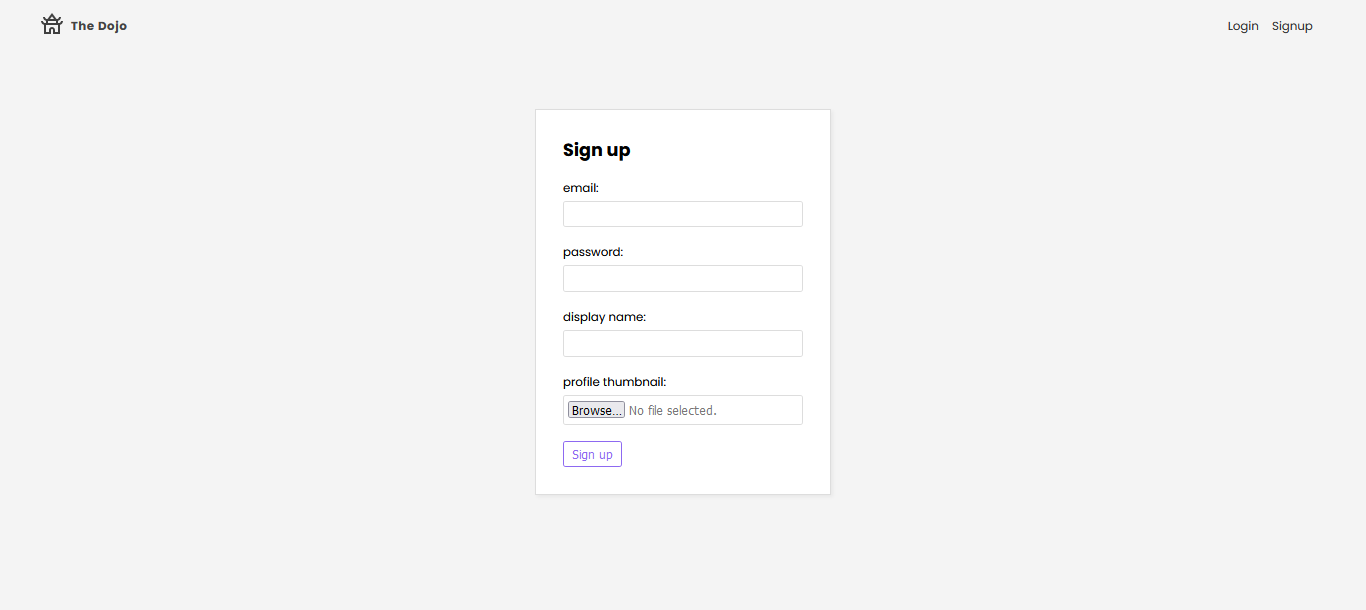 The Dojo
Login Signup
Sign up
email:
password:
display name:
profile thumbnail:
Browse... No file selected.
Sign up